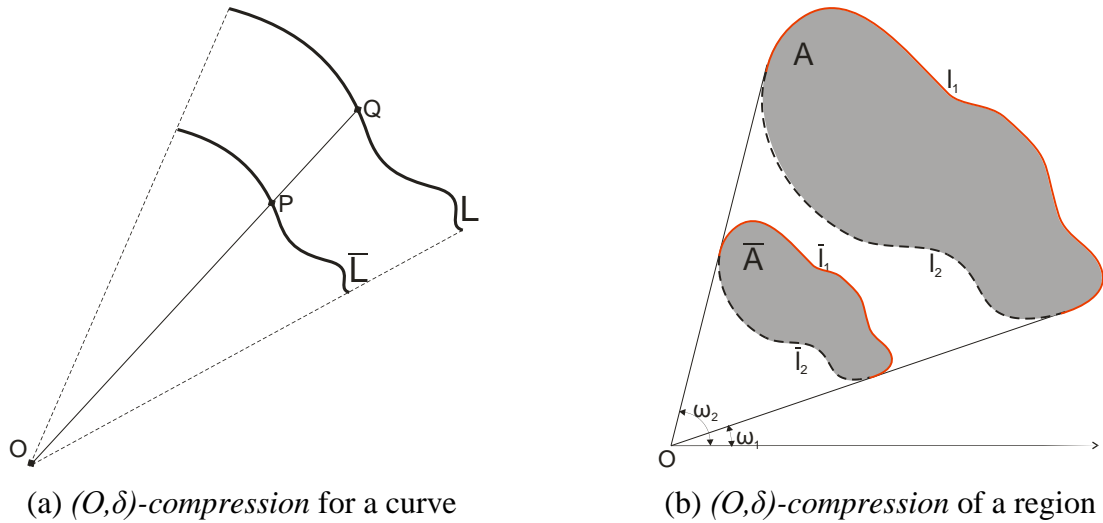 Q
P
L
L̅
O
(a) (O,δ)-compression for a curve
A
l₁
A̅
l̅₁
l₂
l̅₂
ω₂
ω₁
O
(b) (O,δ)-compression of a region